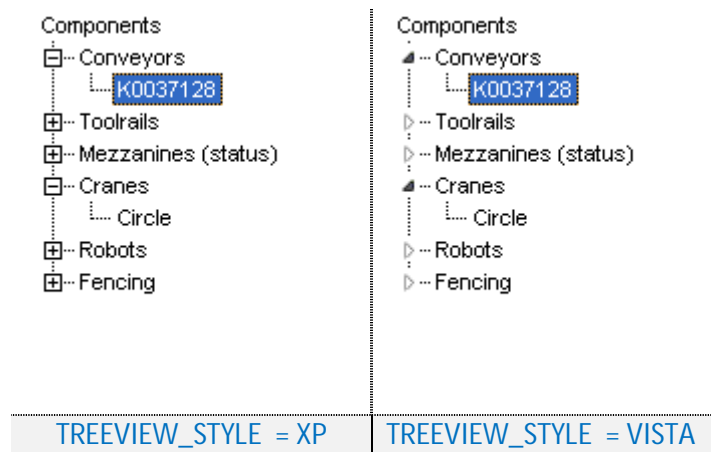 Components
Conveyors
K0037128
Toolrails
Mezzanines (status)
Cranes
Circle
Robots
Fencing
TREEVIEW_STYLE = XP
Components
Conveyors
K0037128
Toolrails
Mezzanines (status)
Cranes
Circle
Robots
Fencing
TREEVIEW_STYLE = VISTA